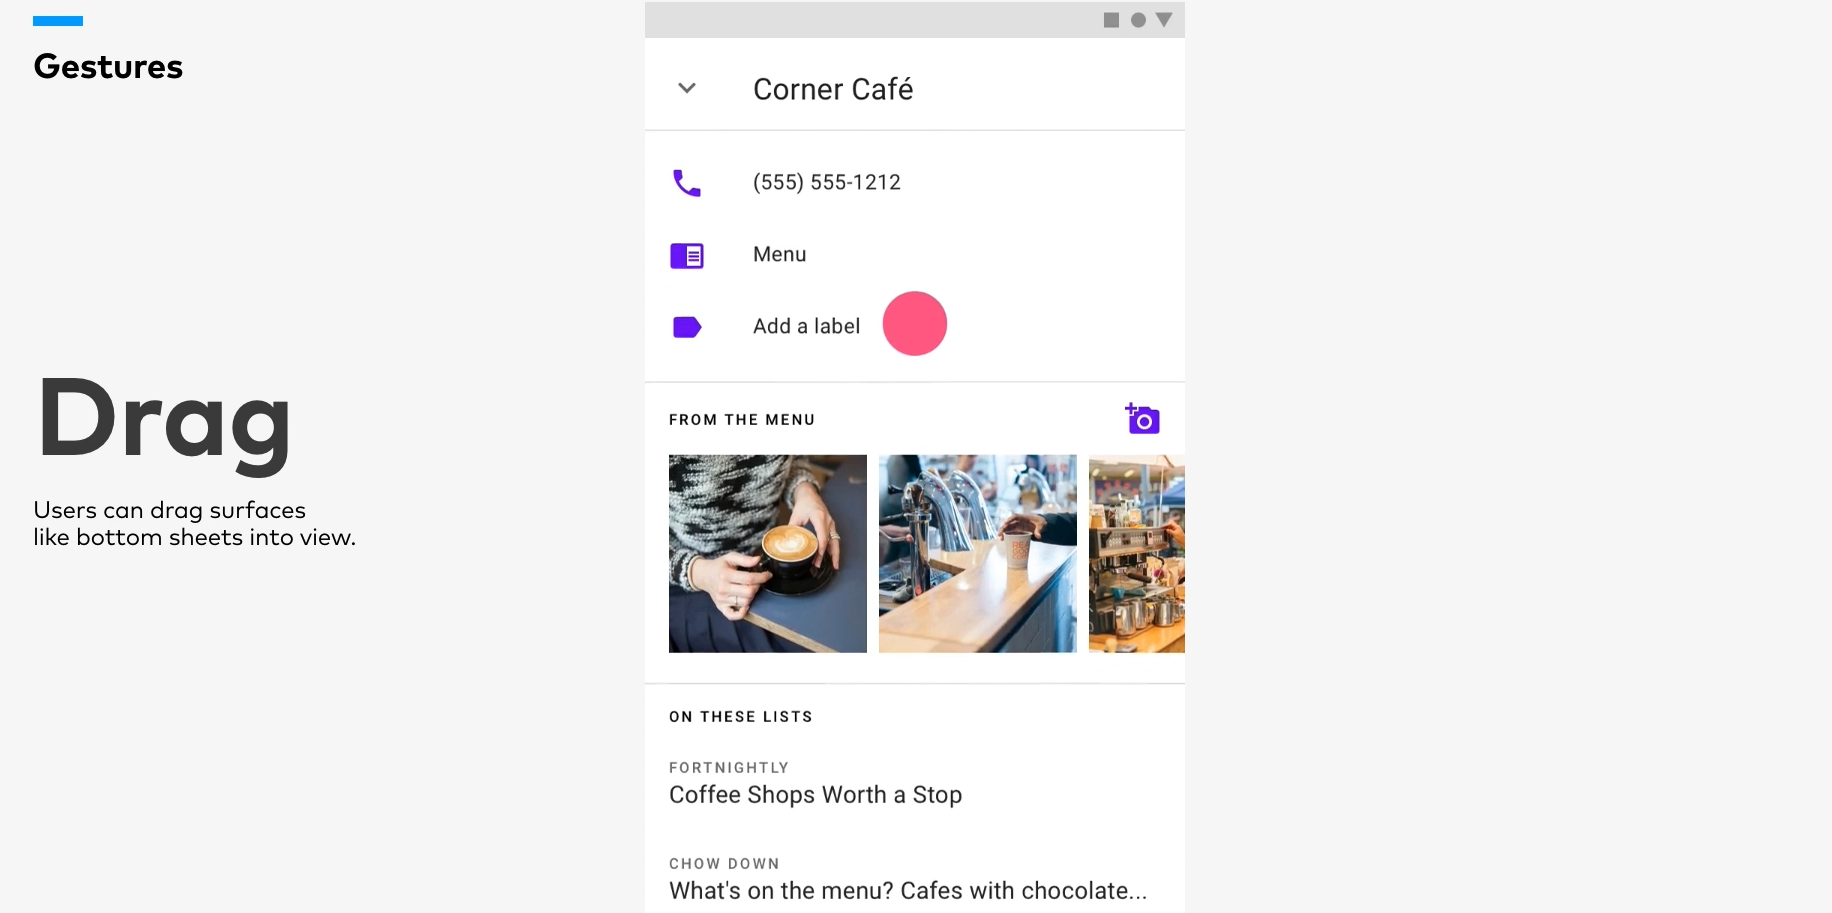 Gestures
Drag
Users can drag surfaces
like bottom sheets into view.
Corner Café
(555) 555-1212
Menu
Add a label
FROM THE MENU
ON THESE LISTS
FORTNIGHTLY
Coffee Shops Worth a Stop
CHOW DOWN
What's on the menu? Cafes with chocolate...